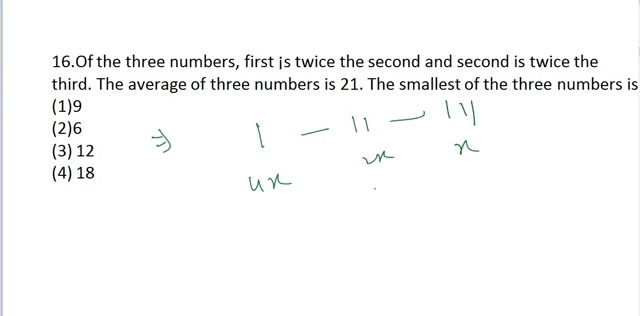 16.Of the three numbers, first is twice the second and second is twice the
third. The average of three numbers is 21. The smallest of the three numbers is
(1)9
(2)6
(3) 12
(4) 18
⇒ I — II — III
4x 2x x